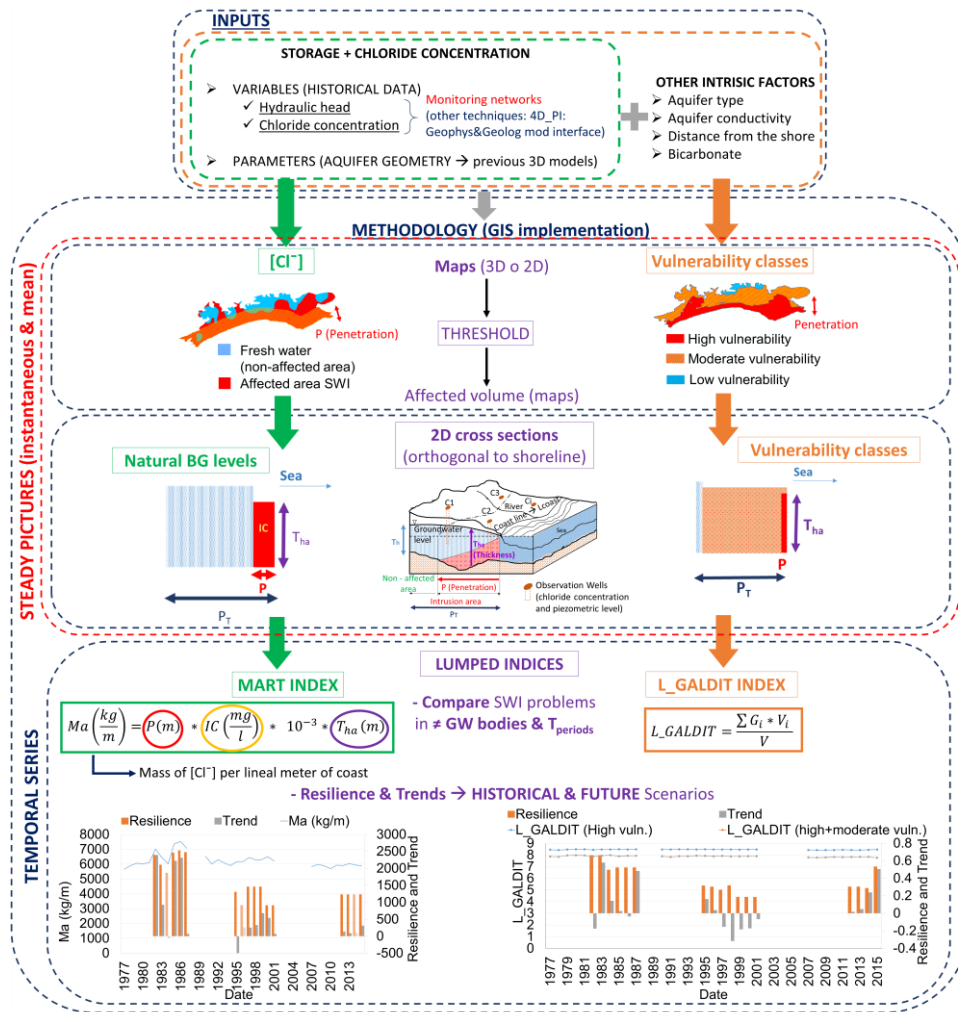 INPUTS
STORAGE + CHLORIDE CONCENTRATION
➢ VARIABLES (HISTORICAL DATA)
✓ Hydraulic head
✓ Chloride concentration
Monitoring networks
(other techniques: 4D_PI:
Geophys&Geolog mod interface)
➢ PARAMETERS (AQUIFER GEOMETRY → previous 3D models)
+
OTHER INTRISIC FACTORS
➢ Aquifer type
➢ Aquifer conductivity
➢ Distance from the shore
➢ Bicarbonate
STEADY PICTURES (instantaneous & mean)
METHODOLOGY (GIS implementation)
[Cl⁻]
P (Penetration)
Fresh water
(non-affected area)
Affected area SWI
Maps (3D o 2D)
THRESHOLD
Affected volume (maps)
Vulnerability classes
Penetration
High vulnerability
Moderate vulnerability
Low vulnerability
Natural BG levels
Sea
IC
T_ha
P
P_T
2D cross sections
(orthogonal to shoreline)
C1
C3
C2
Ci
River
Coast line
Lcoast
Sea
Groundwater
level
T_h
T_ha
(Thickness)
Non - affected
area
P (Penetration)
Intrusion area
P_T
Observation Wells
(chloride concentration
and piezometric level)
Vulnerability classes
Sea
T_ha
P
P_T
TEMPORAL SERIES
LUMPED INDICES
MART INDEX
Ma (kg/m) = P(m) * IC (mg/l) * 10⁻³ * T_ha(m)
Mass of [Cl⁻] per lineal meter of coast
- Compare SWI problems
in ≠ GW bodies & T_periods
L_GALDIT INDEX
L_GALDIT = ∑ G_i * V_i / V
- Resilience & Trends → HISTORICAL & FUTURE Scenarios
Resilience Trend Ma (kg/m)
Ma (kg/m)
8000
7000
6000
5000
4000
3000
2000
1000
0
3000
2500
2000
1500
1000
500
0
-500
Resilience and Trend
1977 1980 1983 1986 1989 1992 1995 1998 2001 2004 2007 2010 2013
Date
Resilience Trend
L_GALDIT (High vuln.) L_GALDIT (high+moderate vuln.)
L_GALDIT
9
8
7
6
5
4
3
2
1
0
0.8
0.6
0.4
0.2
0
-0.2
-0.4
Resilience and Trend
1977 1979 1981 1983 1985 1987 1989 1991 1993 1995 1997 1999 2001 2003 2005 2007 2009 2011 2013 2015
Date